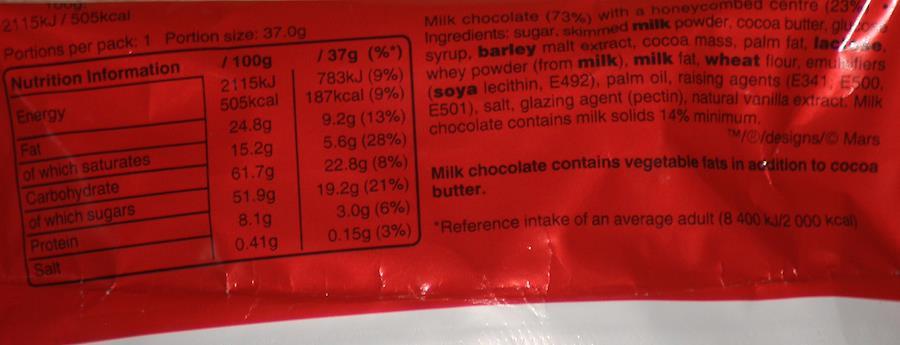 2115kJ / 505kcal
Portions per pack: 1 Portion size: 37.0g
Nutrition Information / 100g / 37g (%*)
Energy 2115kJ 783kJ (9%)
505kcal 187kcal (9%)
Fat 24.8g 9.2g (13%)
of which saturates 15.2g 5.6g (28%)
Carbohydrate 61.7g 22.8g (8%)
of which sugars 51.9g 19.2g (21%)
Protein 8.1g 3.0g (6%)
Salt 0.41g 0.15g (3%)
Milk chocolate (73%) with a honeycombed centre (23%
Ingredients: sugar, skimmed milk powder, cocoa butter, glucose
syrup, barley malt extract, cocoa mass, palm fat, lactose,
whey powder (from milk), milk fat, wheat flour, emulsifiers
(soya lecithin, E492), palm oil, raising agents (E341, E500,
E501), salt, glazing agent (pectin), natural vanilla extract. Milk
chocolate contains milk solids 14% minimum.
™/®/designs/© Mars
Milk chocolate contains vegetable fats in addition to cocoa
butter.
*Reference intake of an average adult (8 400 kJ/2 000 kcal)